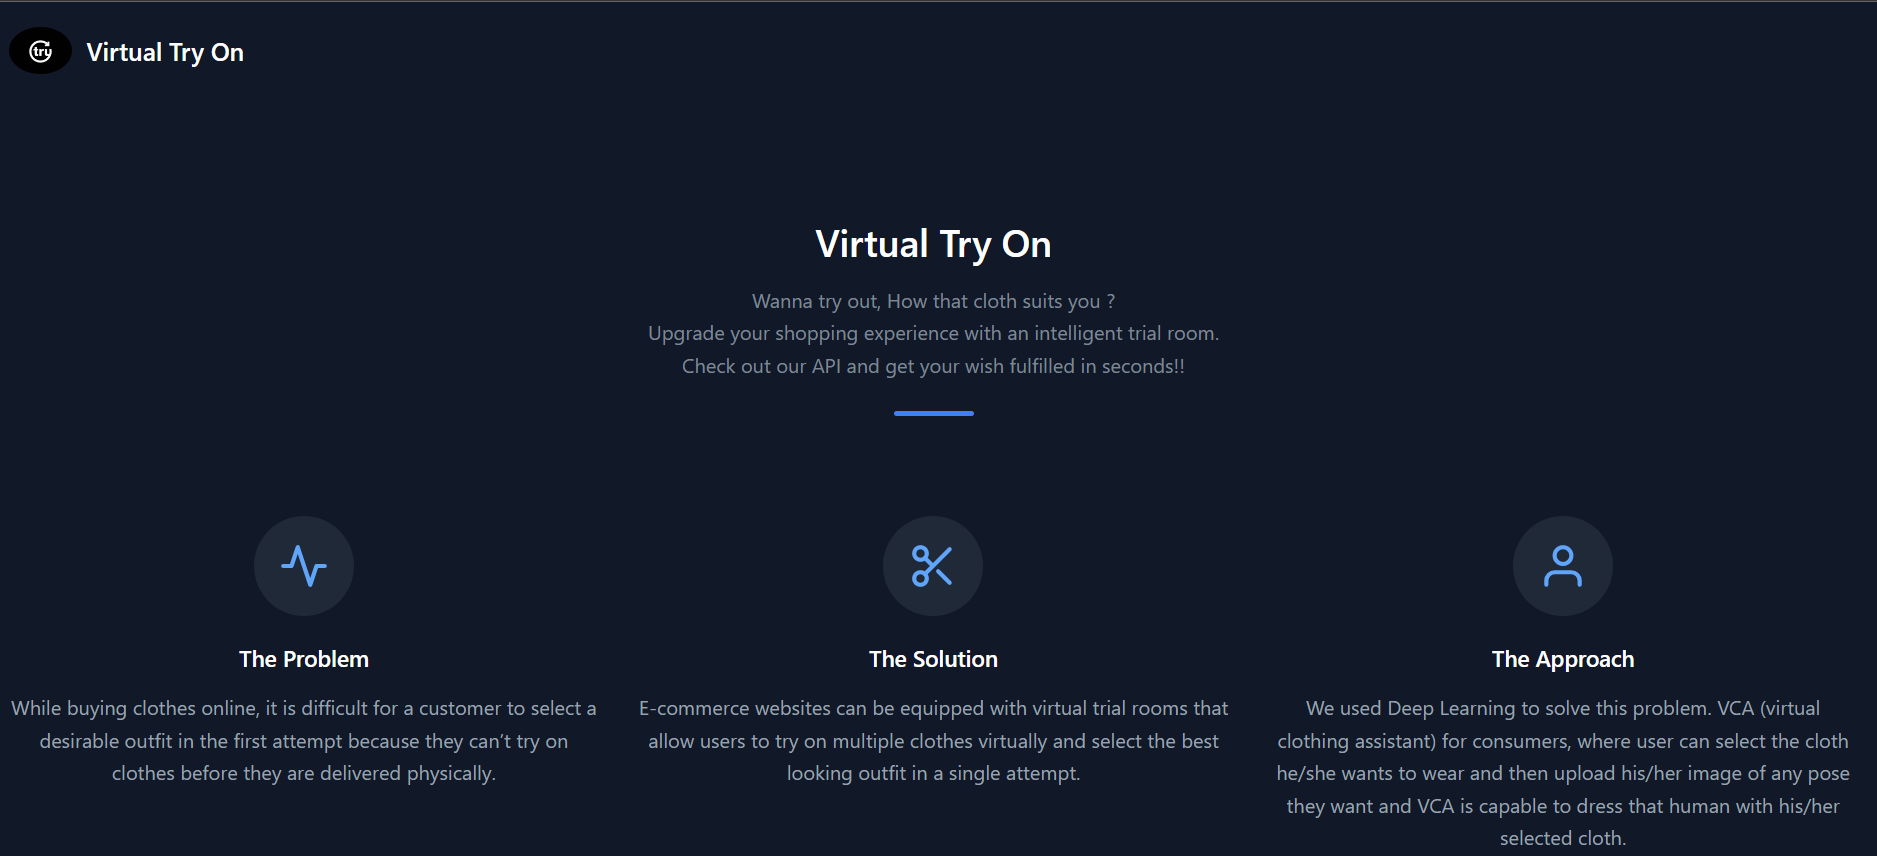 try
Virtual Try On
Virtual Try On
Wanna try out, How that cloth suits you ?
Upgrade your shopping experience with an intelligent trial room.
Check out our API and get your wish fulfilled in seconds!!
The Problem
While buying clothes online, it is difficult for a customer to select a
desirable outfit in the first attempt because they can’t try on
clothes before they are delivered physically.
The Solution
E-commerce websites can be equipped with virtual trial rooms that
allow users to try on multiple clothes virtually and select the best
looking outfit in a single attempt.
The Approach
We used Deep Learning to solve this problem. VCA (virtual
clothing assistant) for consumers, where user can select the cloth
he/she wants to wear and then upload his/her image of any pose
they want and VCA is capable to dress that human with his/her
selected cloth.